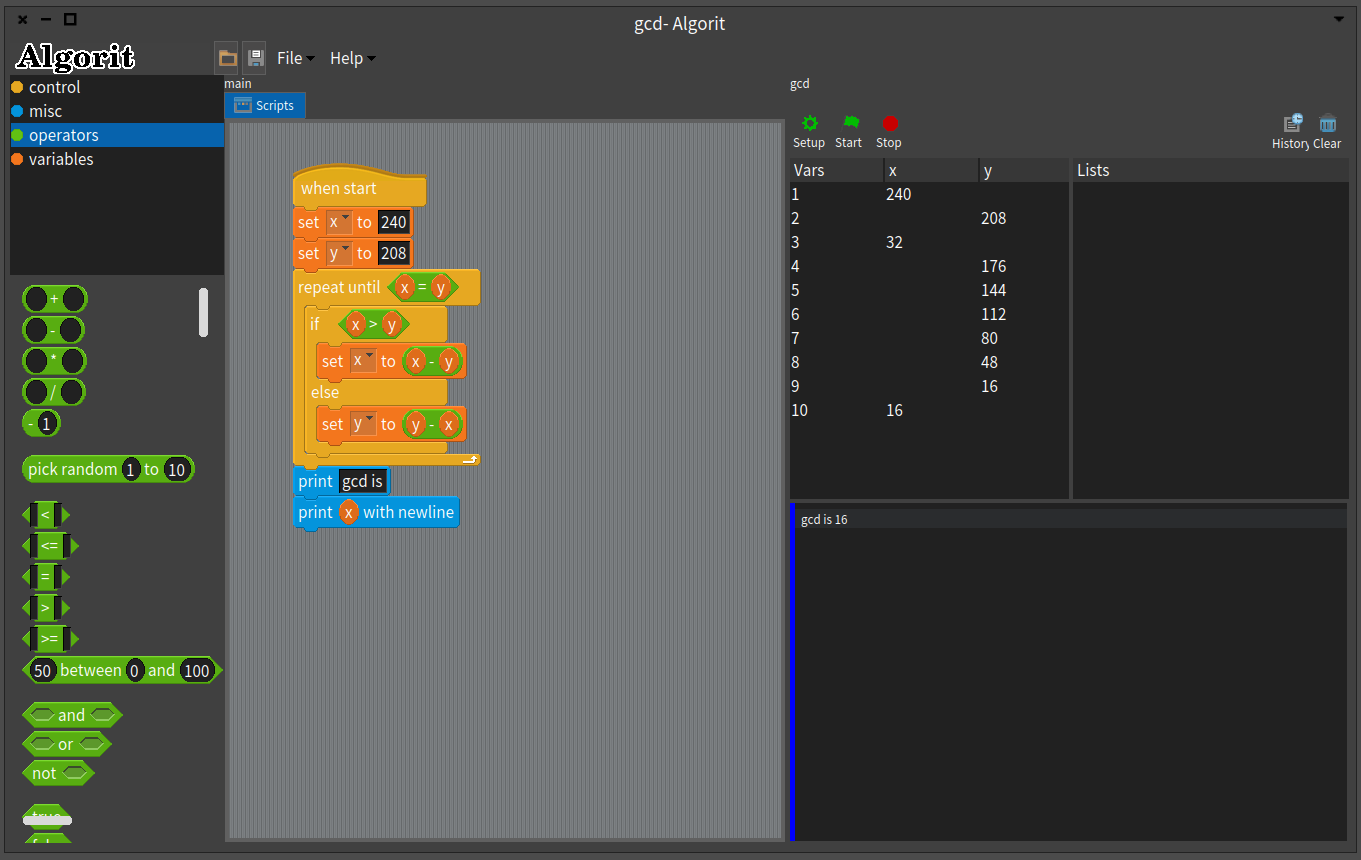 gcd- Algorit
Algorit
File Help
control
misc
operators
variables
+
-
*
/
- 1
pick random 1 to 10
<
<=
=
>
>=
50 between 0 and 100
and
or
not
true
main
Scripts
when start
set x to 240
set y to 208
repeat until x = y
if x > y
set x to x - y
else
set y to y - x
print gcd is
print x with newline
gcd
Setup Start Stop
History Clear
Vars x y Lists
1 240
2 208
3 32
4 176
5 144
6 112
7 80
8 48
9 16
10 16
gcd is 16